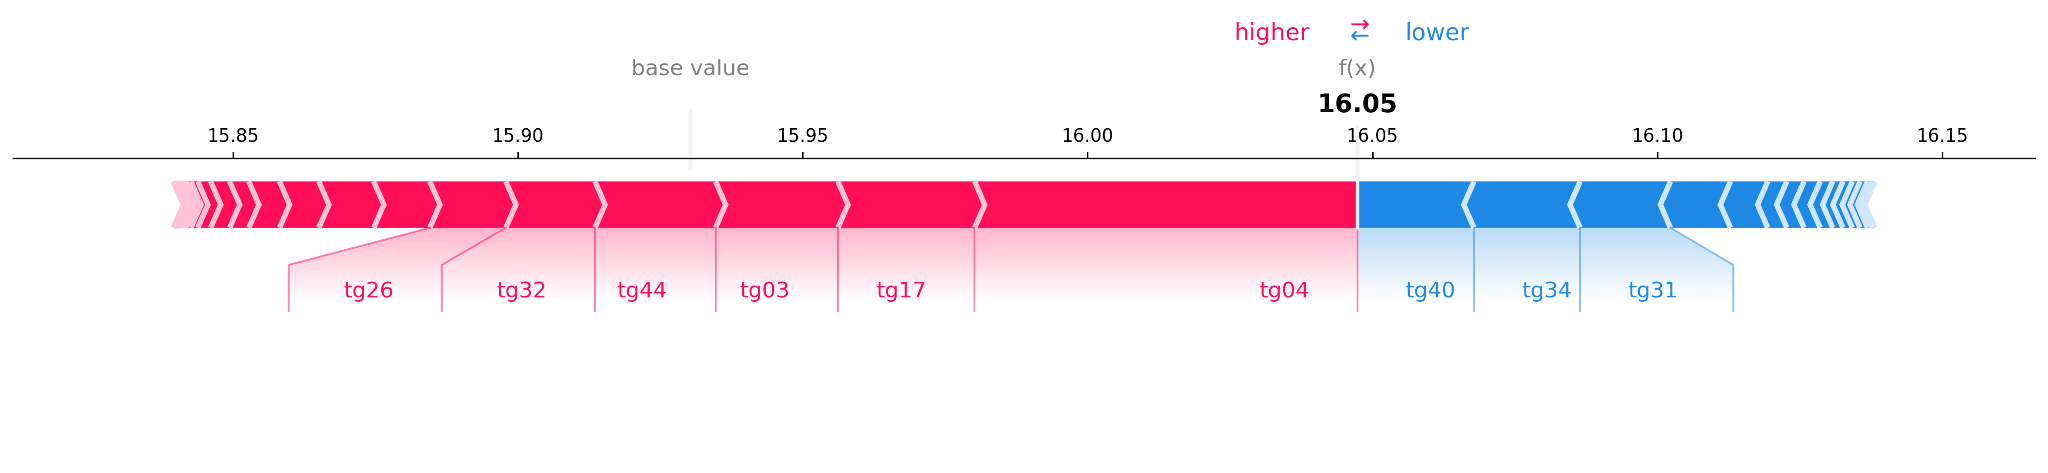 higher ⇄ lower
base value f(x)
16.05
15.85 15.90 15.95 16.00 16.05 16.10 16.15
tg26 tg32 tg44 tg03 tg17 tg04 tg40 tg34 tg31